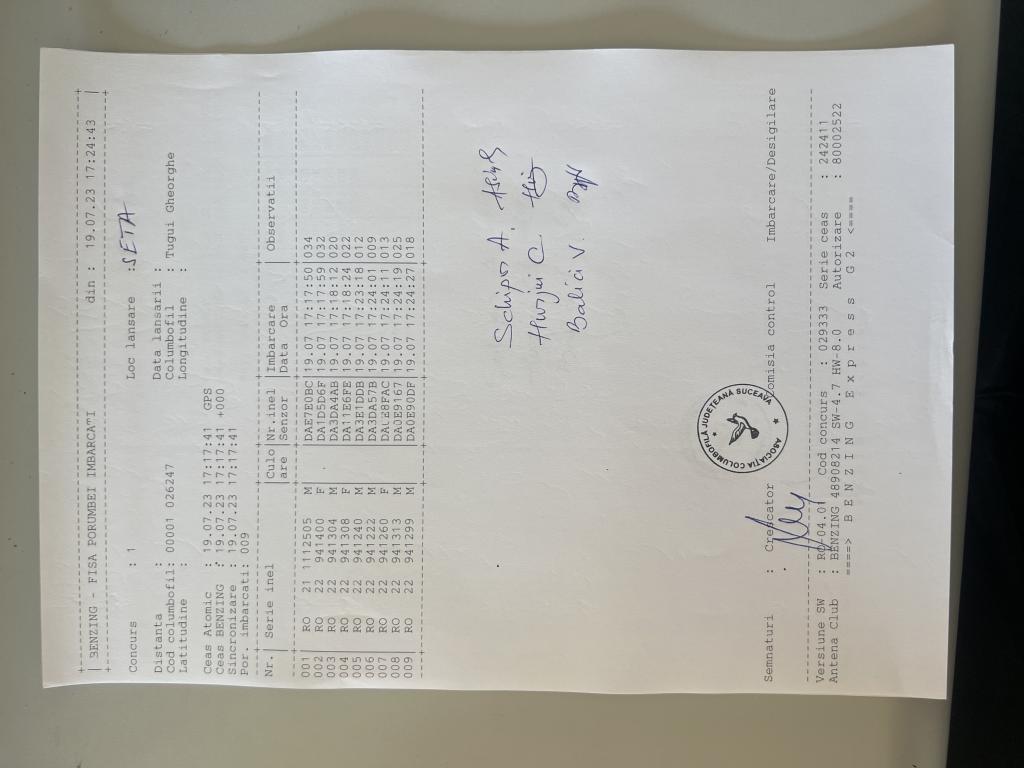 | BENZING - FISA PORUMBEI IMBARCATI din : 19.07.23 17:24:43 |
Concurs : 1 Loc lansare : SETA
Distanta : Data lansarii :
Cod columbofil: 00001 026247 Columbofil : Tugui Gheorghe
Latitudine : Longitudine :
Ceas Atomic : 19.07.23 17:17:41 GPS
Ceas BENZING : 19.07.23 17:17:41 +000
Sincronizare : 19.07.23 17:17:41
Por. imbarcati: 009
Nr. | Serie inel |Culo|Nr.inel |Imbarcare |Observatii
|are |Senzor |Data Ora |
001 | RO 21 1112505 M | |DAE7E0BC|19.07 17:17:50|034
002 | RO 22 941400 F | |DA1D5D6F|19.07 17:17:59|032
003 | RO 22 941304 M | |DA3DA4AB|19.07 17:18:12|020
004 | RO 22 941308 F | |DA11E6FE|19.07 17:18:24|022
005 | RO 22 941240 M | |DA3E1DDB|19.07 17:23:18|012
006 | RO 22 941222 M | |DA3DA57B|19.07 17:24:01|009
007 | RO 22 941260 F | |DA0E8FAC|19.07 17:24:11|013
008 | RO 22 941313 M | |DA0E9167|19.07 17:24:19|025
009 | RO 22 941299 M | |DA0E90DF|19.07 17:24:27|018
Schipor A.
C.
Balici V.
ASOCIAȚIA COLUMBOFILĂ JUDEȚEANĂ SUCEAVA
Semnaturi : Crescator Comisia control Imbarcare/Desigilare
Versiune SW : RO-04.01 Cod concurs : 029333 Serie ceas : 242411
Antena Club : BENZING 48908214 SW-4.7 HW-8.0 Autorizare : 80002522
====> B E N Z I N G E x p r e s s G 2 <====